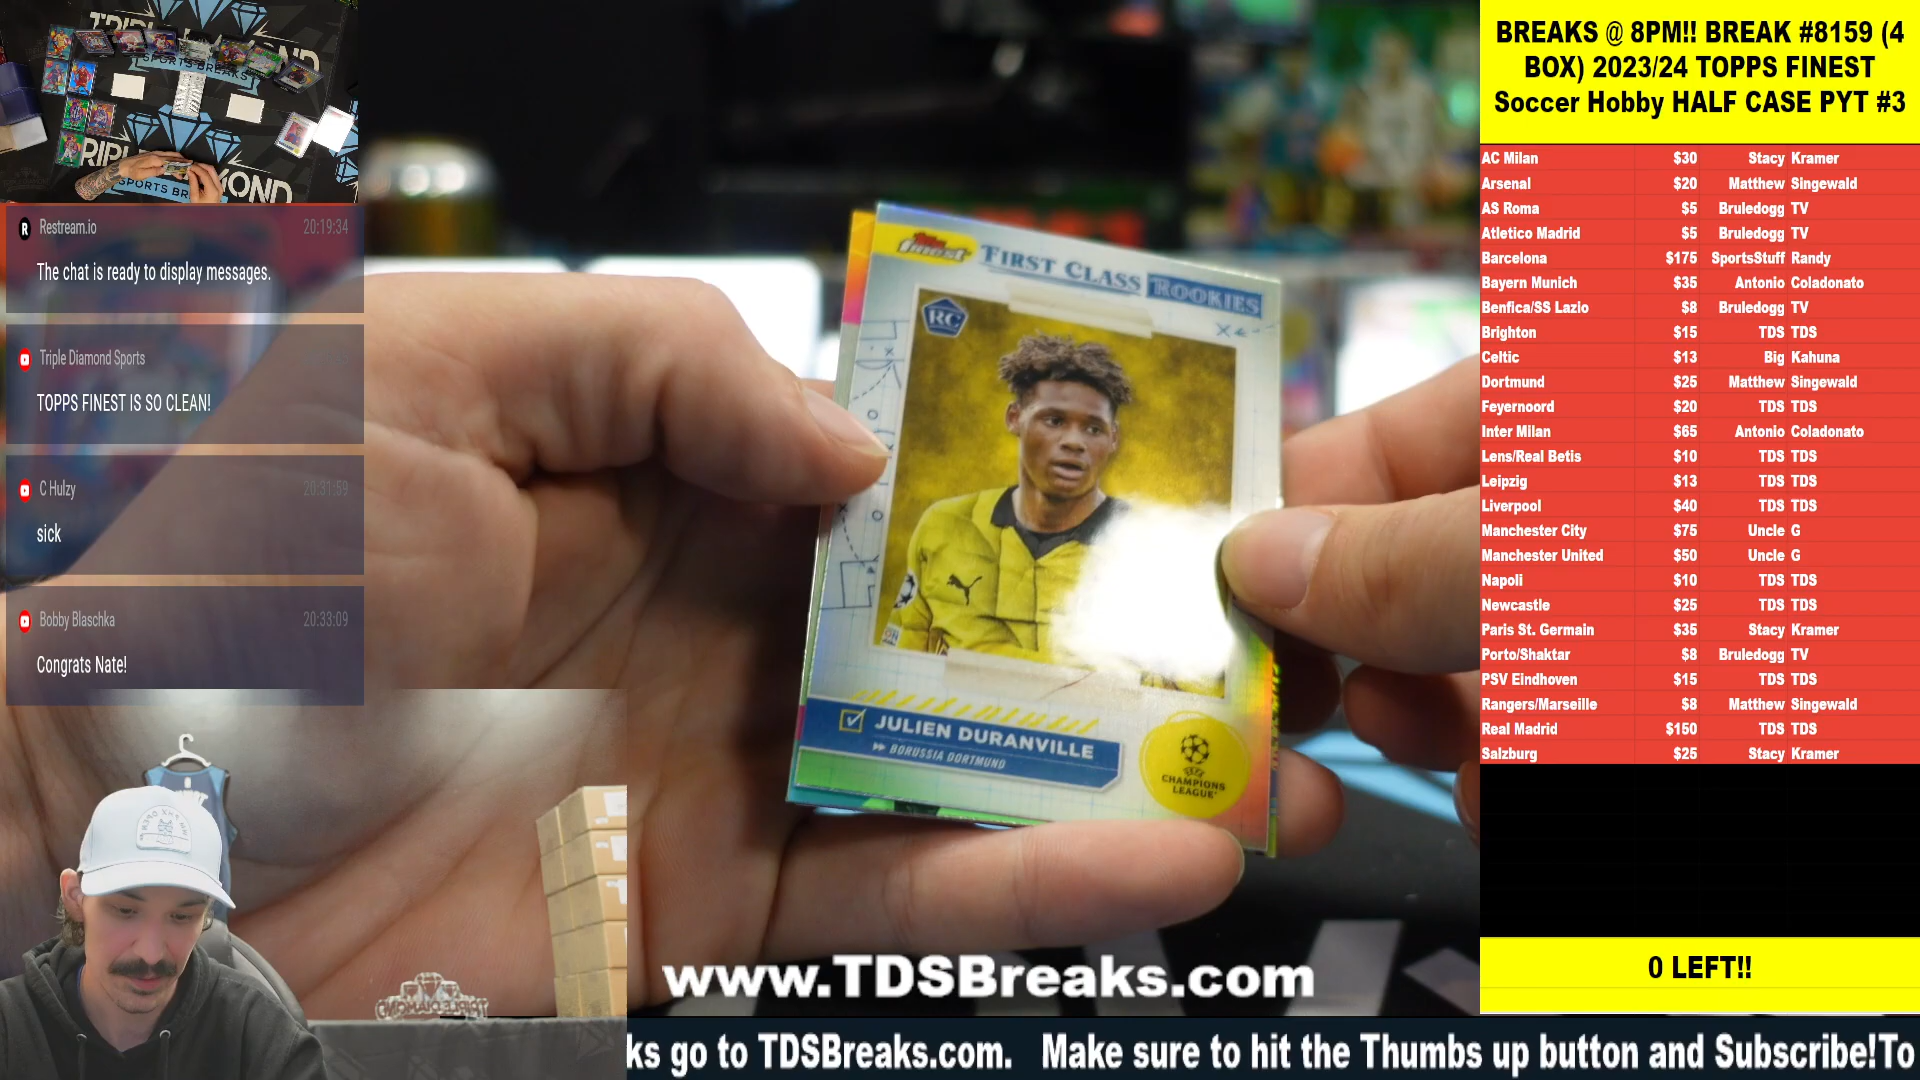 TRIPLE DIAMOND
SPORTS BREAKS
SPORTS BR
Restream.io 20:19:34
The chat is ready to display messages.
Triple Diamond Sports
TOPPS FINEST IS SO CLEAN!
C Hulzy 20:31:59
sick
Bobby Blaschka 20:33:09
Congrats Nate!
Topps finest
FIRST CLASS ROOKIES
RC
JULIEN DURANVILLE
BORUSSIA DORTMUND
UEFA
CHAMPIONS
LEAGUE
www.TDSBreaks.com
ks go to TDSBreaks.com. Make sure to hit the Thumbs up button and Subscribe!To
BREAKS @ 8PM!! BREAK #8159 (4
BOX) 2023/24 TOPPS FINEST
Soccer Hobby HALF CASE PYT #3
AC Milan $30 Stacy Kramer
Arsenal $20 Matthew Singewald
AS Roma $5 Bruledogg TV
Atletico Madrid $5 Bruledogg TV
Barcelona $175 SportsStuff Randy
Bayern Munich $35 Antonio Coladonato
Benfica/SS Lazio $8 Bruledogg TV
Brighton $15 TDS TDS
Celtic $13 Big Kahuna
Dortmund $25 Matthew Singewald
Feyernoord $20 TDS TDS
Inter Milan $65 Antonio Coladonato
Lens/Real Betis $10 TDS TDS
Leipzig $13 TDS TDS
Liverpool $40 TDS TDS
Manchester City $75 Uncle G
Manchester United $50 Uncle G
Napoli $10 TDS TDS
Newcastle $25 TDS TDS
Paris St. Germain $35 Stacy Kramer
Porto/Shaktar $8 Bruledogg TV
PSV Eindhoven $15 TDS TDS
Rangers/Marseille $8 Matthew Singewald
Real Madrid $150 TDS TDS
Salzburg $25 Stacy Kramer
0 LEFT!!